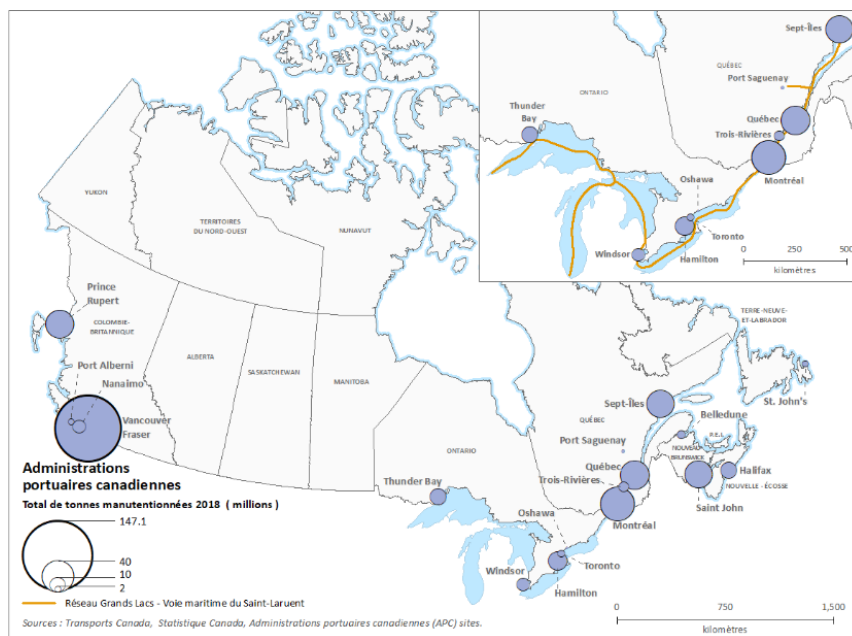 Sept-Îles
QUÉBEC
Port Saguenay
ONTARIO
Thunder
Bay
Québec
Trois-Rivières
Montréal
Oshawa
Toronto
Windsor
Hamilton
0 250 500
kilomètres
YUKON
TERRITOIRES
DU NORD-OUEST
NUNAVUT
Prince
Rupert
COLOMBIE-
BRITANNIQUE
ALBERTA
SASKATCHEWAN
MANITOBA
ONTARIO
QUÉBEC
TERRE-NEUVE-
ET-LABRADOR
Port Alberni
Nanaimo
Vancouver
Fraser
St. John's
Sept-Îles
Belledune
Port Saguenay
P.E.I.
NOUVEAU
BRUNSWICK
Québec
Trois-Rivières
Halifax
NOUVELLE - ÉCOSSE
Saint John
Montréal
Thunder Bay
Oshawa
Toronto
Windsor
Hamilton
Administrations
portuaires canadiennes
Total de tonnes manutentionnées 2018 ( millions )
147.1
40
10
2
Réseau Grands Lacs - Voie maritime du Saint-Laruent
Sources : Transports Canada, Statistique Canada, Administrations portuaires canadiennes (APC) sites.
0 750 1,500
kilomètres